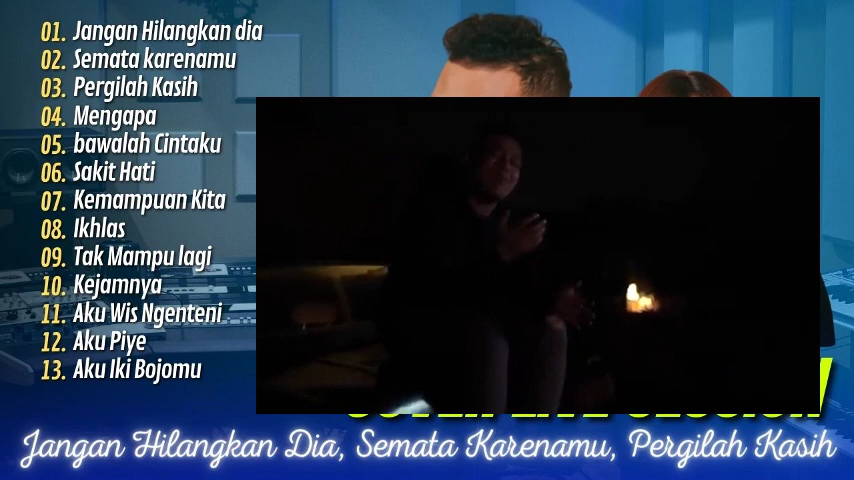 01. Jangan Hilangkan dia
02. Semata karenamu
03. Pergilah Kasih
04. Mengapa
05. bawalah Cintaku
06. Sakit Hati
07. Kemampuan Kita
08. Ikhlas
09. Tak Mampu lagi
10. Kejamnya
11. Aku Wis Ngenteni
12. Aku Piye
13. Aku Iki Bojomu
Jangan Hilangkan Dia, Semata Karenamu, Pergilah Kasih